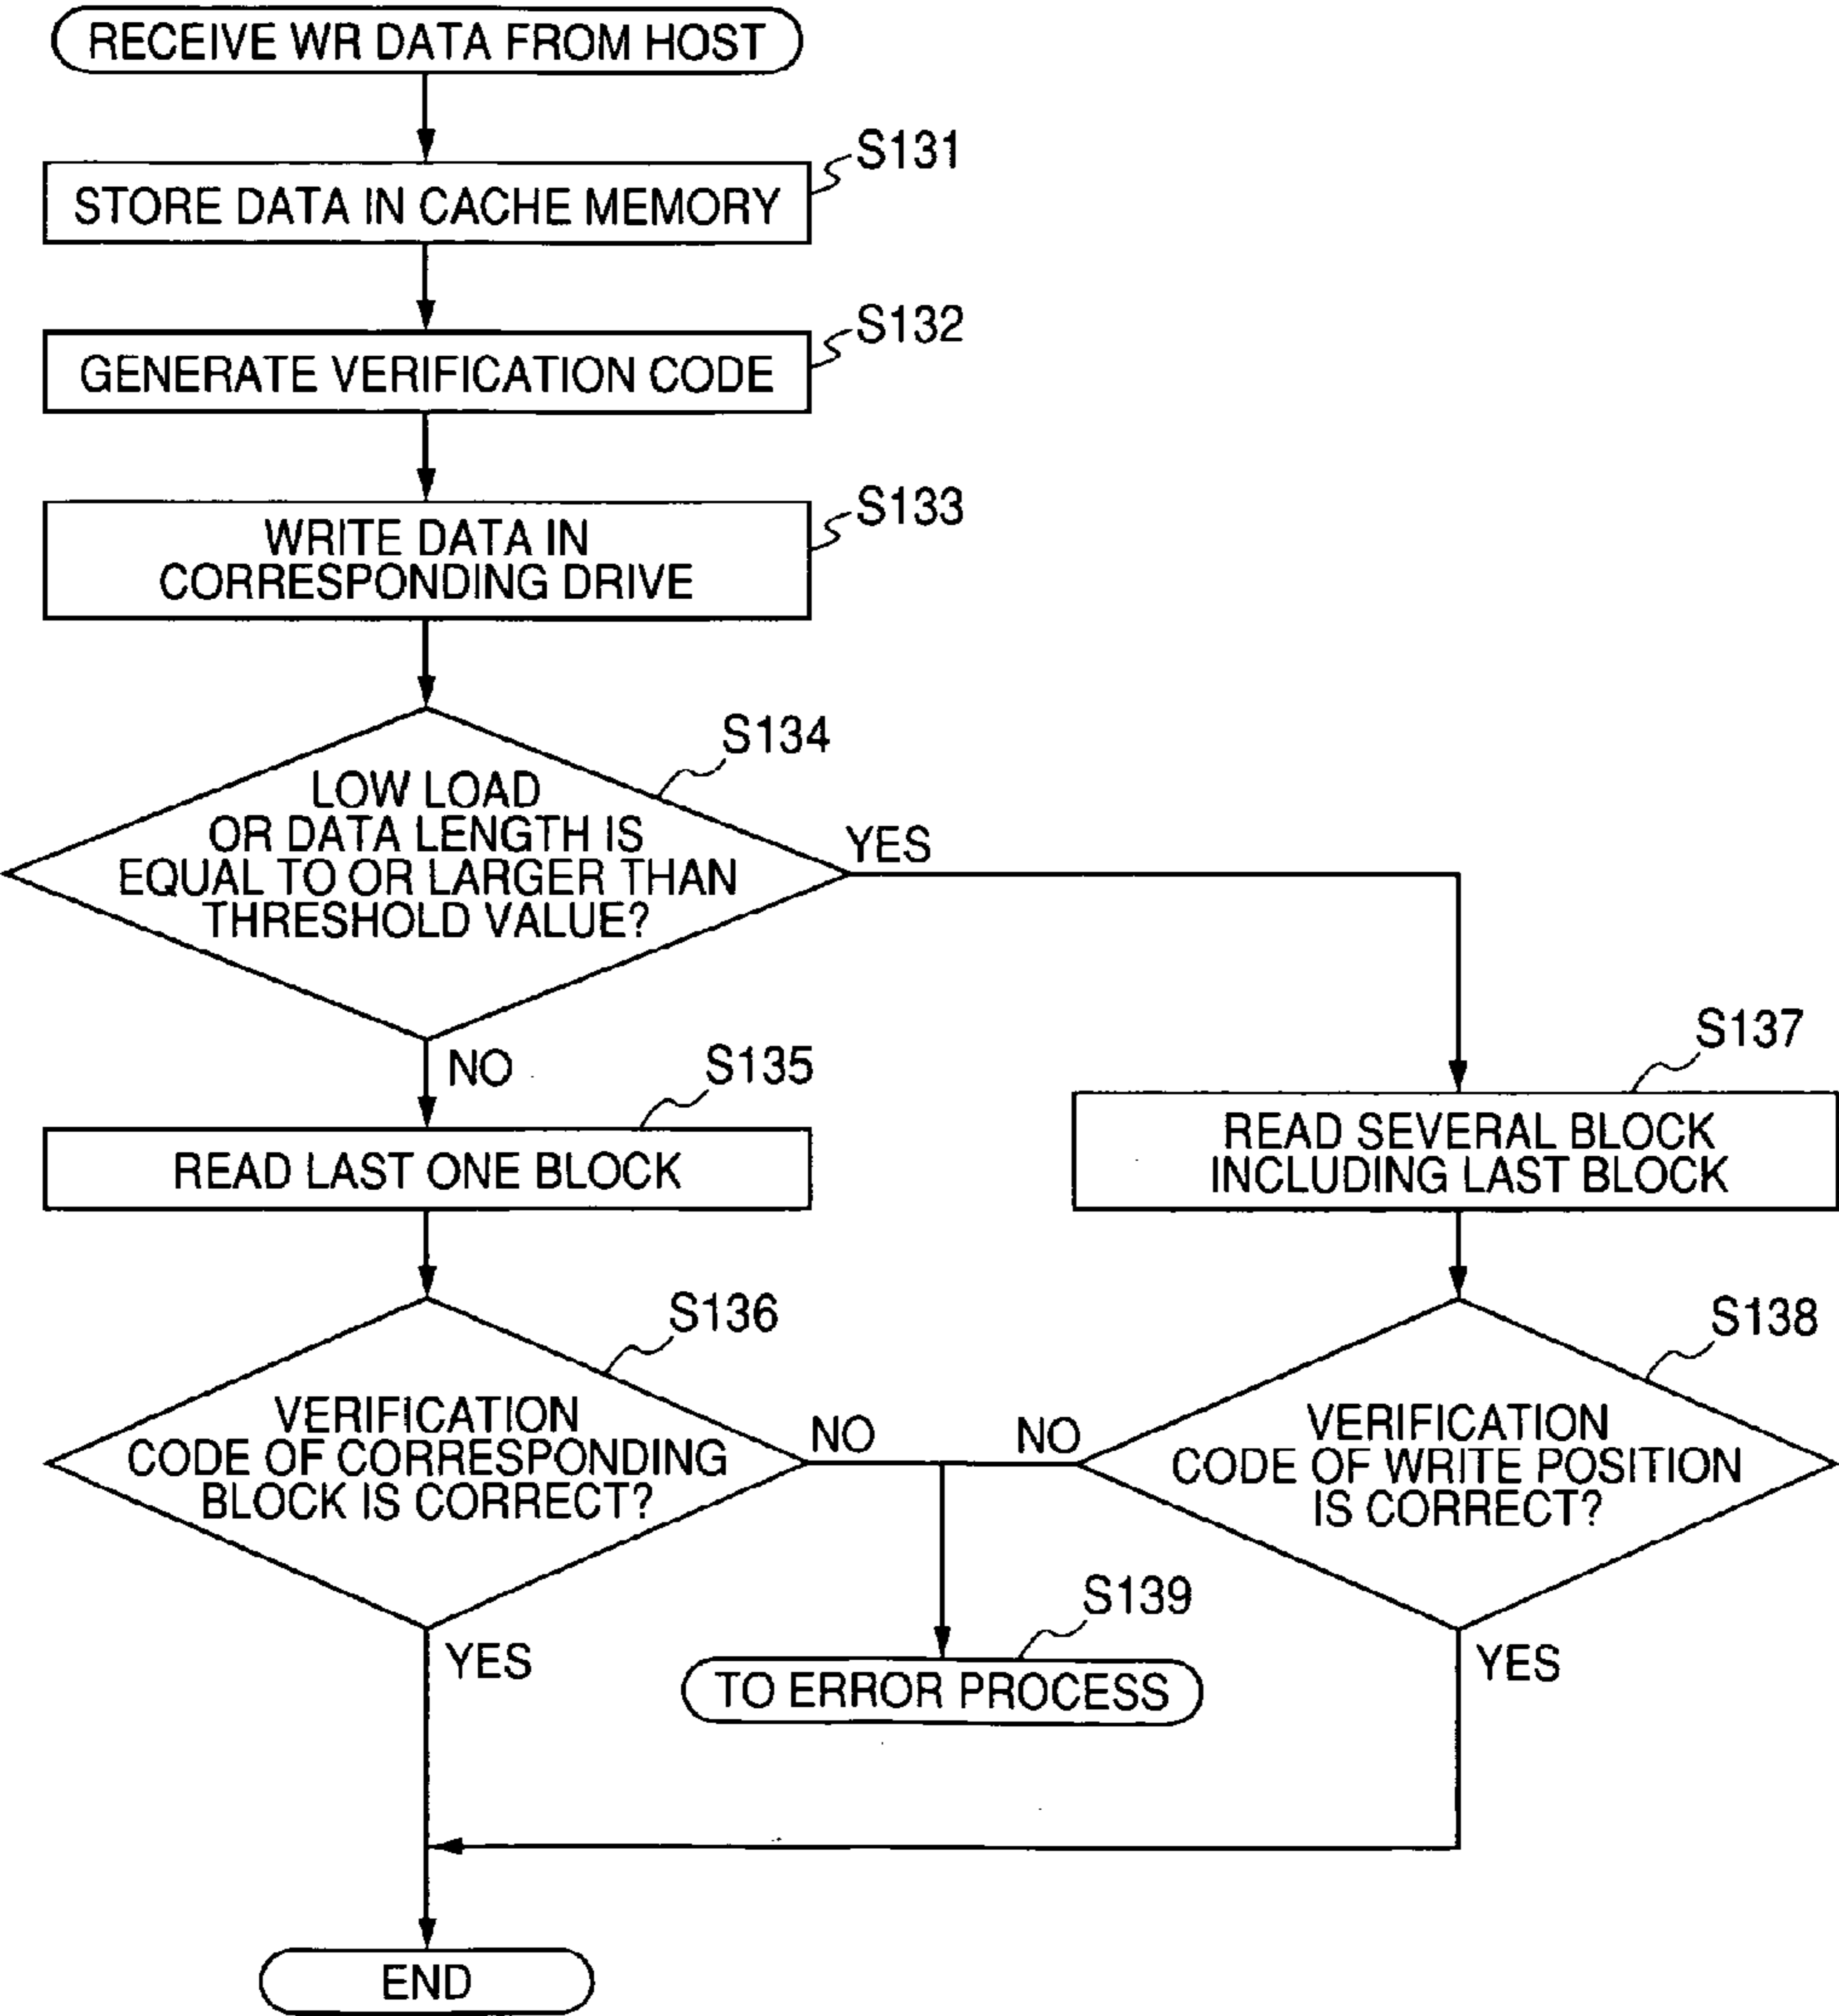 RECEIVE WR DATA FROM HOST
S131
STORE DATA IN CACHE MEMORY
S132
GENERATE VERIFICATION CODE
S133
WRITE DATA IN
CORRESPONDING DRIVE
S134
LOW LOAD
OR DATA LENGTH IS
EQUAL TO OR LARGER THAN
THRESHOLD VALUE?
YES
NO
S135
READ LAST ONE BLOCK
S137
READ SEVERAL BLOCK
INCLUDING LAST BLOCK
S136
VERIFICATION
CODE OF CORRESPONDING
BLOCK IS CORRECT?
NO
YES
S138
VERIFICATION
CODE OF WRITE POSITION
IS CORRECT?
NO
YES
S139
TO ERROR PROCESS
END